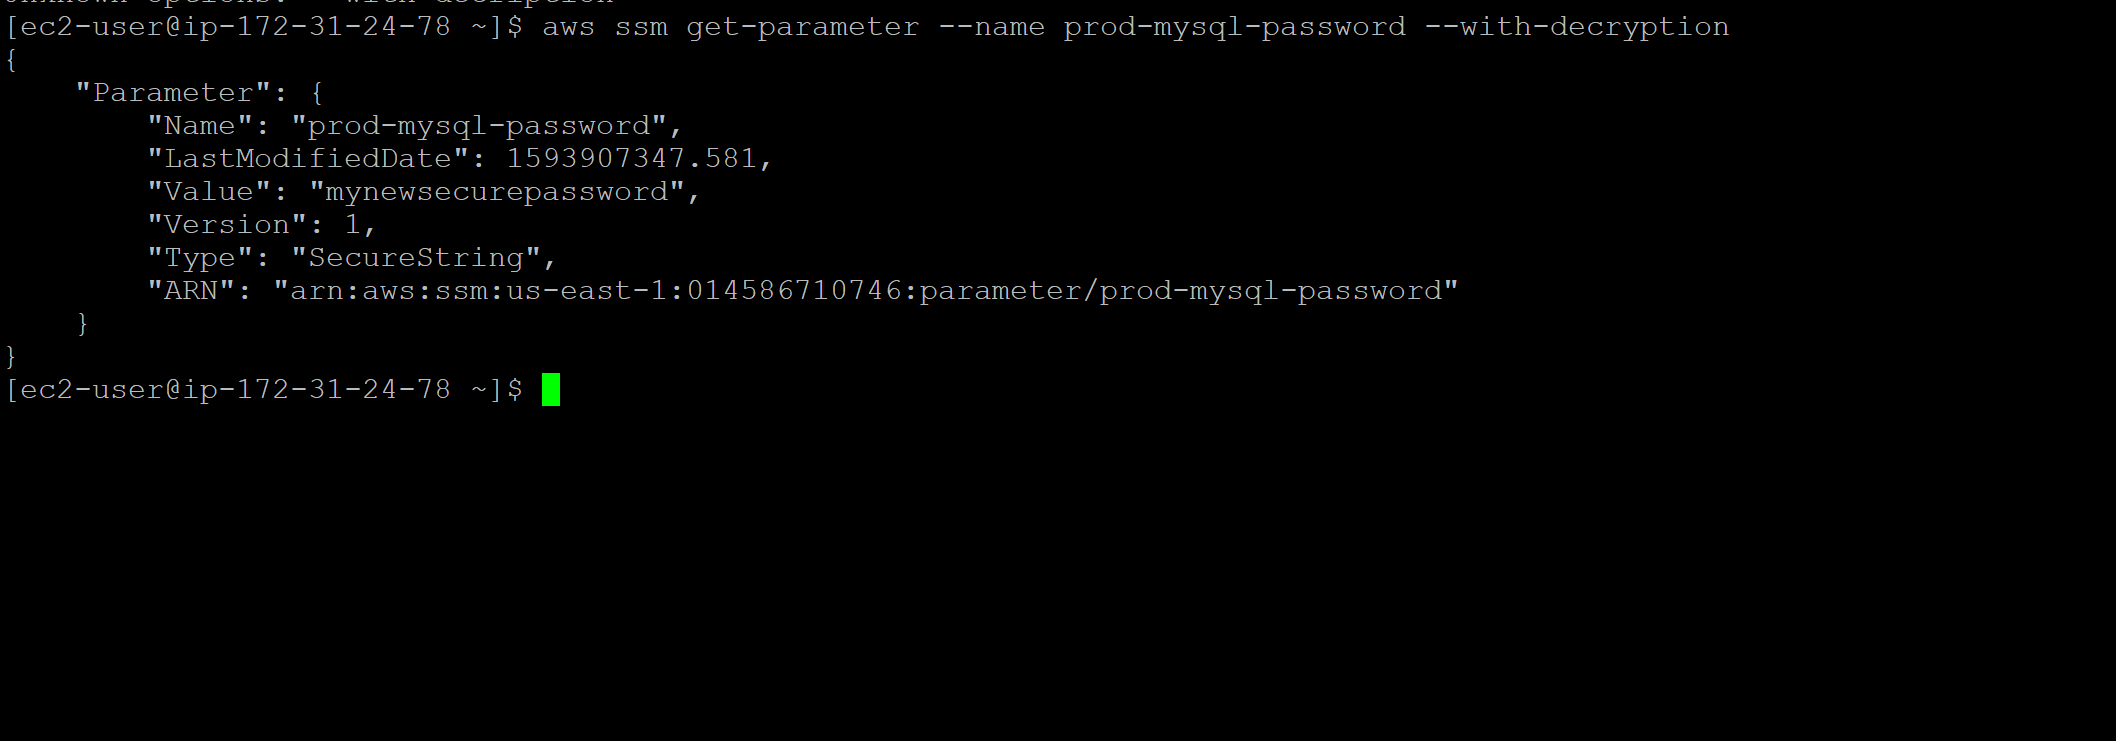 [ec2-user@ip-172-31-24-78 ~]$ aws ssm get-parameter --name prod-mysql-password --with-decryption
{
    "Parameter": {
        "Name": "prod-mysql-password",
        "LastModifiedDate": 1593907347.581,
        "Value": "mynewsecurepassword",
        "Version": 1,
        "Type": "SecureString",
        "ARN": "arn:aws:ssm:us-east-1:014586710746:parameter/prod-mysql-password"
    }
}
[ec2-user@ip-172-31-24-78 ~]$